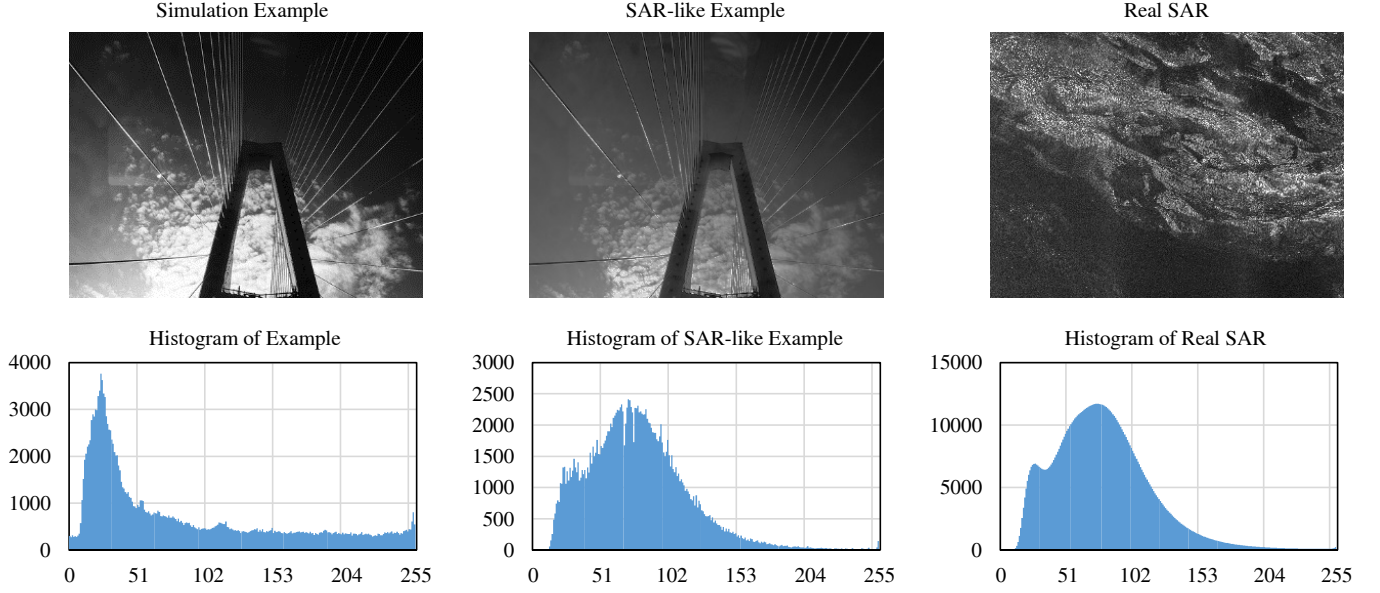 Simulation Example
SAR-like Example
Real SAR
Histogram of Example
Histogram of SAR-like Example
Histogram of Real SAR
4000
3000
2000
1000
0
0 51 102 153 204 255
3000
2500
2000
1500
1000
500
0
0 51 102 153 204 255
15000
10000
5000
0
0 51 102 153 204 255